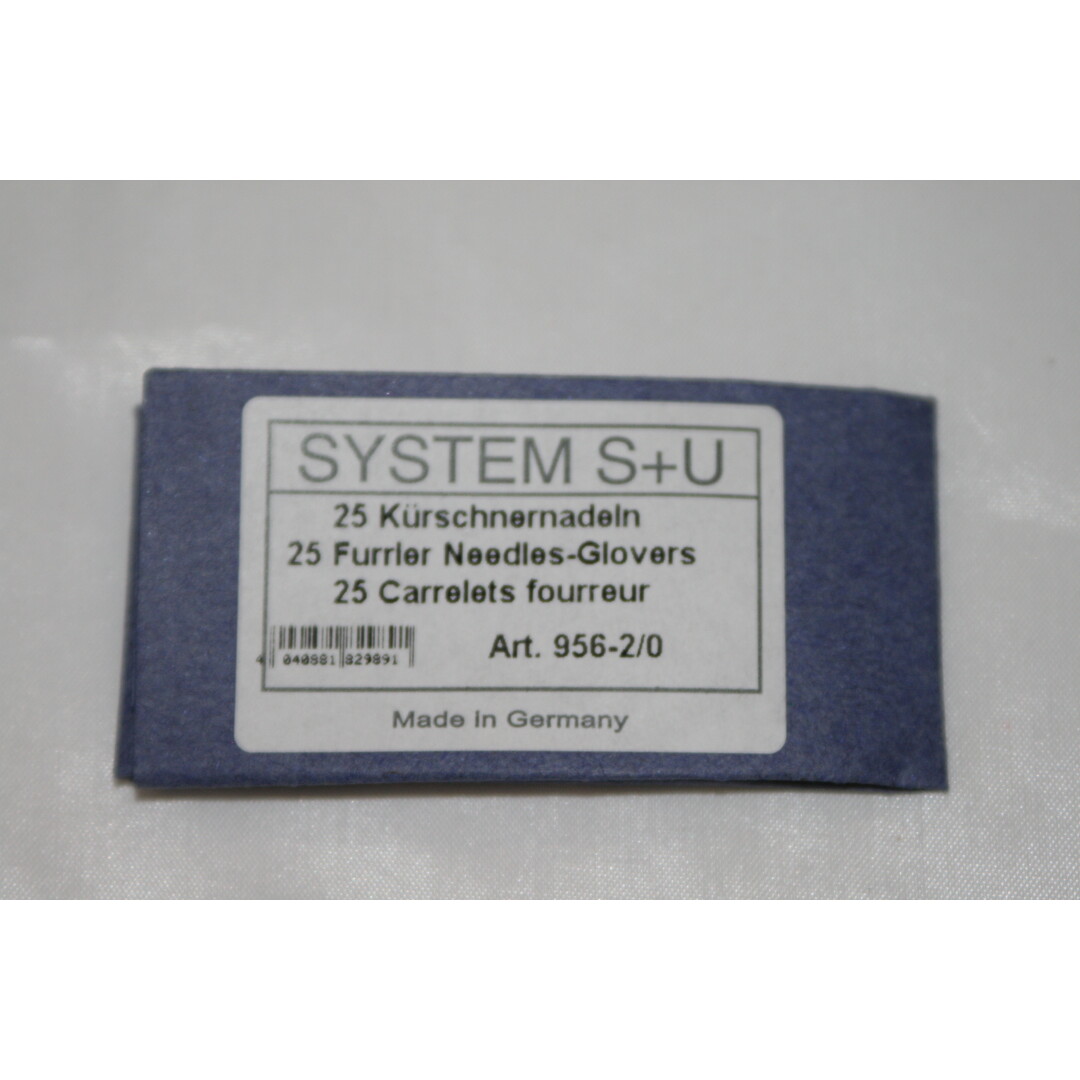 SYSTEM S+U
25 Kürschnernadeln
25 Furrier Needles-Glovers
25 Carrelets fourreur
Art. 956-2/0
4 040881 829891
Made in Germany